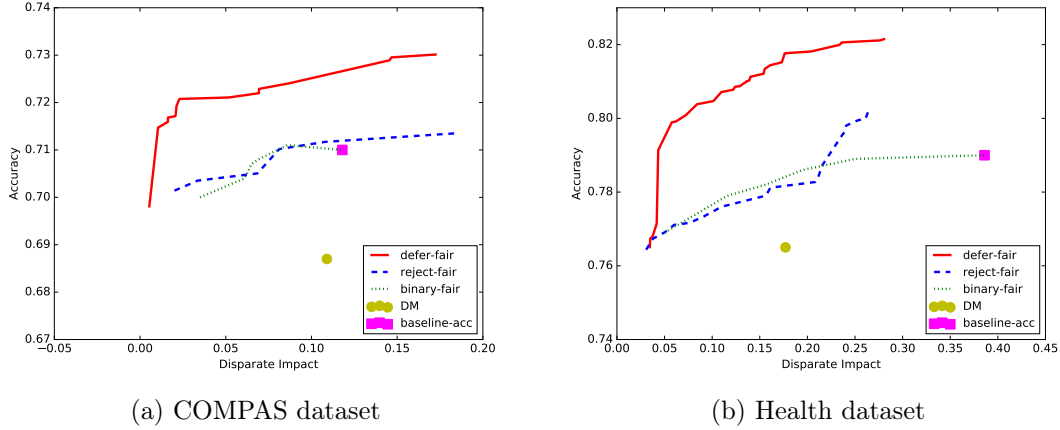 0.74
0.73
0.72
0.71
0.70
0.69
0.68
0.67
Accuracy
−0.05 0.00 0.05 0.10 0.15 0.20
Disparate Impact
defer-fair
reject-fair
binary-fair
DM
baseline-acc
(a) COMPAS dataset
0.82
0.80
0.78
0.76
0.74
Accuracy
0.00 0.05 0.10 0.15 0.20 0.25 0.30 0.35 0.40 0.45
Disparate Impact
defer-fair
reject-fair
binary-fair
DM
baseline-acc
(b) Health dataset